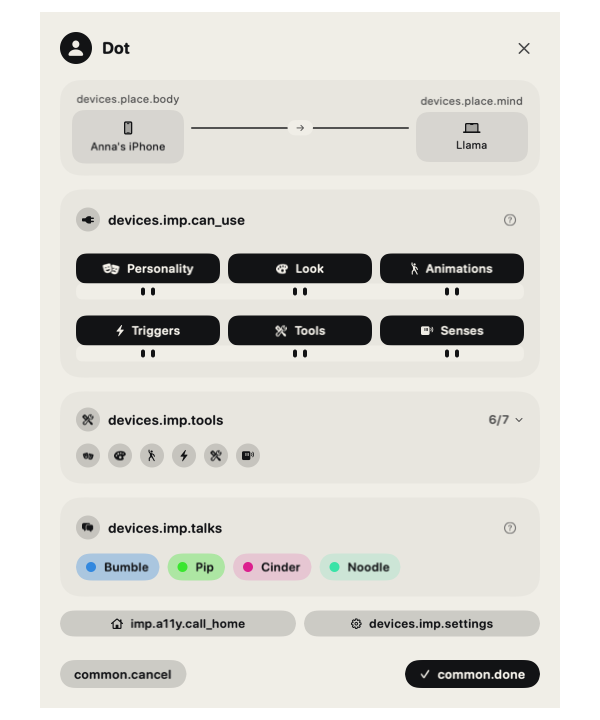 Dot
devices.place.body
devices.place.mind
Anna's iPhone
Llama
devices.imp.can_use
Personality
Look
Animations
Triggers
Tools
Senses
devices.imp.tools
6/7
devices.imp.talks
Bumble
Pip
Cinder
Noodle
imp.a11y.call_home
devices.imp.settings
common.cancel
common.done